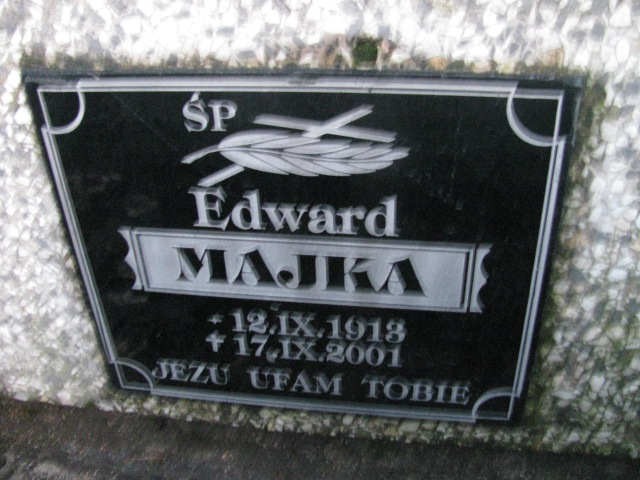 ŚP
Edward
MAJKA
* 12.IX.1913
✝ 17.IX.2001
JEZU UFAM TOBIE